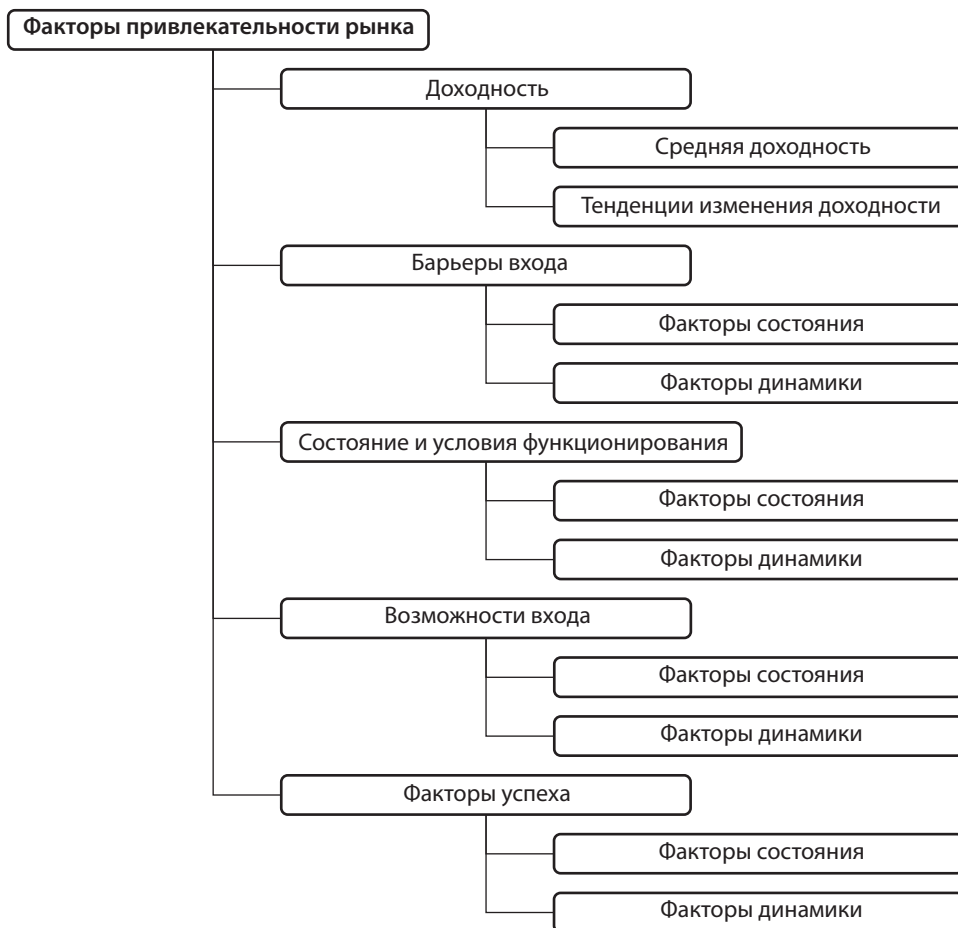 Факторы привлекательности рынка
Доходность
Средняя доходность
Тенденции изменения доходности
Барьеры входа
Факторы состояния
Факторы динамики
Состояние и условия функционирования
Факторы состояния
Факторы динамики
Возможности входа
Факторы состояния
Факторы динамики
Факторы успеха
Факторы состояния
Факторы динамики